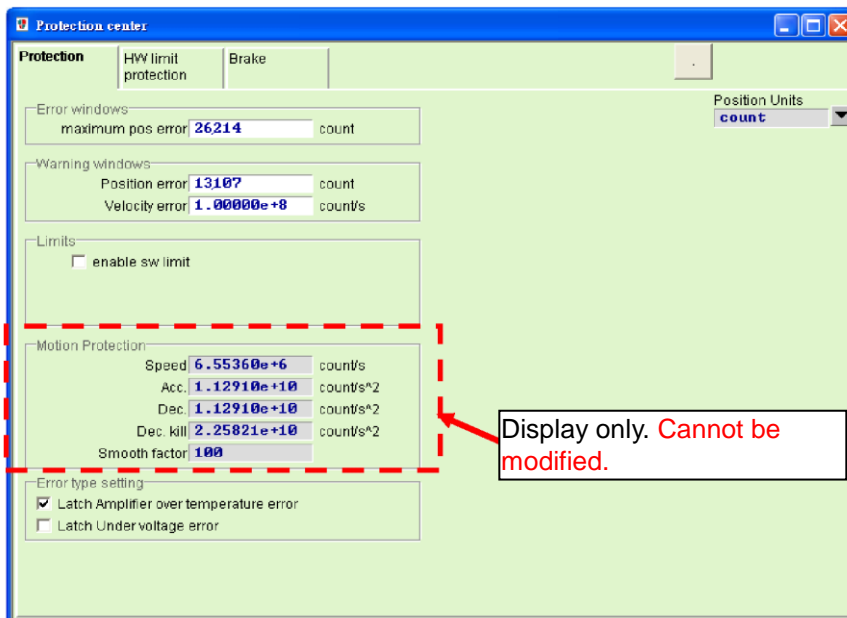 Protection center
Protection
HW limit
protection
Brake
.
Position Units
count
Error windows
maximum pos error 26,214 count
Warning windows
Position error 13,107 count
Velocity error 1.00000e+8 count/s
Limits
enable sw limit
Motion Protection
Speed 6.55360e+6 count/s
Acc. 1.12910e+10 count/s^2
Dec. 1.12910e+10 count/s^2
Dec. kill 2.25821e+10 count/s^2
Smooth factor 100
Display only. Cannot be
modified.
Error type setting
Latch Amplifier over temperature error
Latch Under voltage error